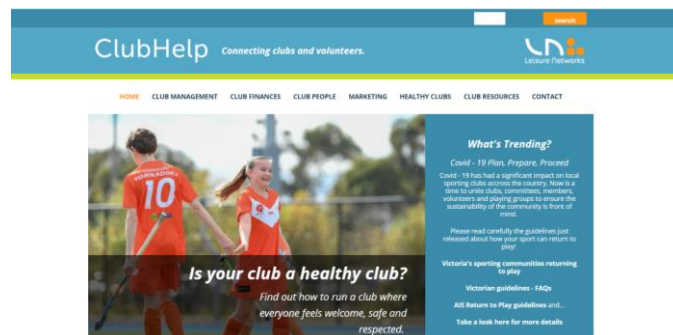 search
ClubHelp Connecting clubs and volunteers.
Leisure Networks
HOME CLUB MANAGEMENT CLUB FINANCES CLUB PEOPLE MARKETING HEALTHY CLUBS CLUB RESOURCES CONTACT
TORNADOES
10
Is your club a healthy club?
Find out how to run a club where
everyone feels welcome, safe and
respected.
What's Trending?
Covid - 19 Plan, Prepare, Proceed
Covid - 19 has had a significant impact on local
sporting clubs accross the country. Now is a
time to unite clubs, committees, members,
volunteers and playing groups to ensure the
sustainability of the community is front of
mind.
Please read carefully the guidelines just
released about how your sport can return to
play!
Victoria's sporting communities returning
to play
Victorian guidelines - FAQs
AIS Return to Play guidelines and...
Take a look here for more details